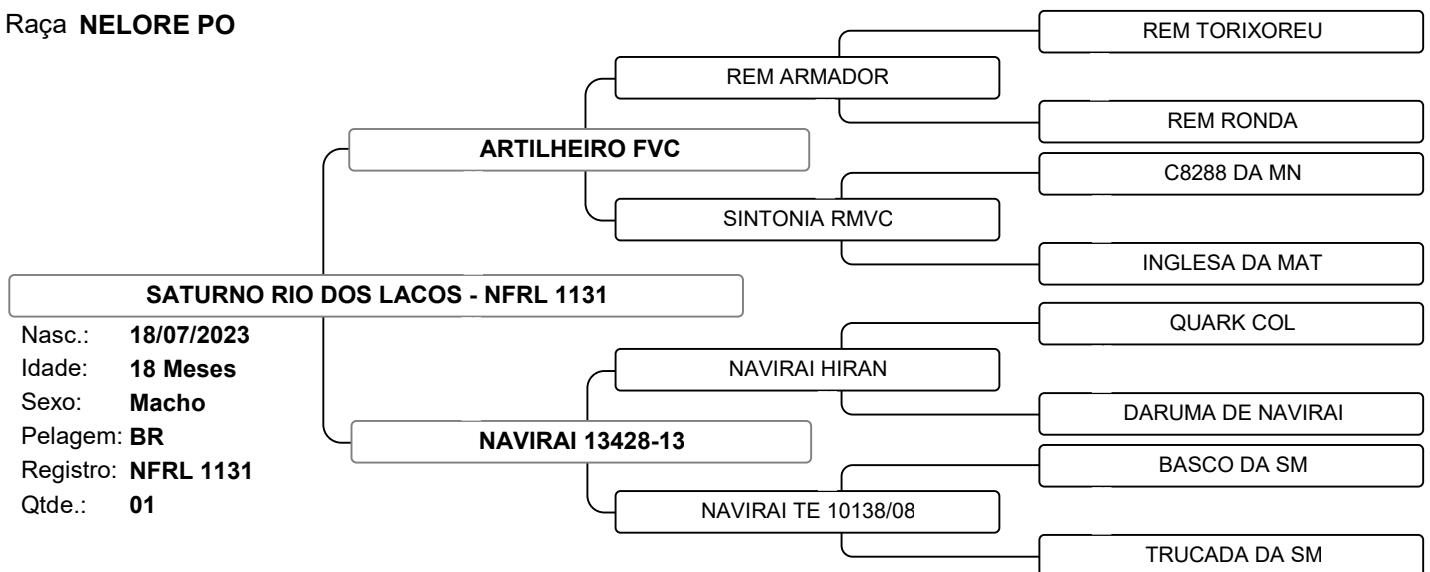 Raça NELORE PO
REM TORIXOREU
REM ARMADOR
REM RONDA
ARTILHEIRO FVC
C8288 DA MN
SINTONIA RMVC
INGLESA DA MAT
SATURNO RIO DOS LACOS - NFRL 1131
Nasc.: 18/07/2023
Idade: 18 Meses
Sexo: Macho
Pelagem: BR
Registro: NFRL 1131
Qtde.: 01
QUARK COL
NAVIRAI HIRAN
DARUMA DE NAVIRAI
NAVIRAI 13428-13
BASCO DA SM
NAVIRAI TE 10138/08
TRUCADA DA SM